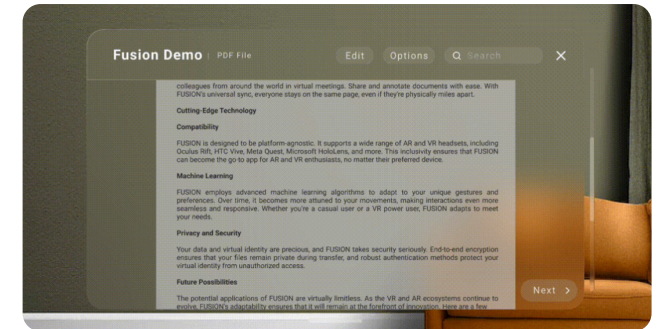 Fusion Demo | PDF File
Edit
Options
Search
colleagues from around the world in virtual meetings. Share and annotate documents with ease. With
FUSION's universal sync, everyone stays on the same page, even if they're physically miles apart.
Cutting-Edge Technology
Compatibility
FUSION is designed to be platform-agnostic. It supports a wide range of AR and VR headsets, including
Oculus Rift, HTC Vive, Meta Quest, Microsoft HoloLens, and more. This inclusivity ensures that FUSION
can become the go to app for AR and VR enthusiasts, no matter their preferred device.
Machine Learning
FUSION employs advanced machine learning algorithms to adapt to your unique gestures and
preferences. Over time, it becomes more attuned to your movements, making interactions even more
seamless and responsive. Whether you're a casual user or a VR power user, FUSION adapts to meet
your needs.
Privacy and Security
Your data and virtual identity are precious, and FUSION takes security seriously. End-to-end encryption
ensures that your files remain private during transfer, and robust authentication methods protect your
virtual identity from unauthorized access.
Future Possibilities
The potential applications of FUSION are virtually limitless. As the VR and AR ecosystems continue to
evolve, FUSION's adaptability ensures that it will remain at the forefront of innovation. Here are a few
Next